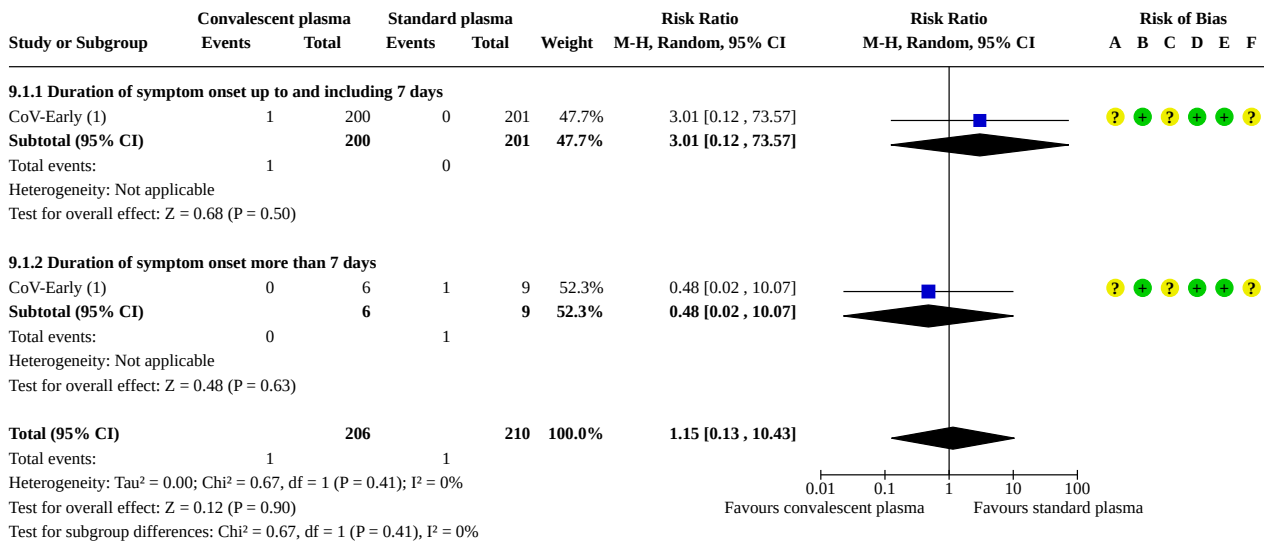 Convalescent plasma Standard plasma Risk Ratio Risk Ratio Risk of Bias
Study or Subgroup Events Total Events Total Weight M-H, Random, 95% CI M-H, Random, 95% CI A B C D E F
9.1.1 Duration of symptom onset up to and including 7 days
CoV-Early (1) 1 200 0 201 47.7% 3.01 [0.12 , 73.57] ? + ? + + ?
Subtotal (95% CI) 200 201 47.7% 3.01 [0.12 , 73.57]
Total events: 1 0
Heterogeneity: Not applicable
Test for overall effect: Z = 0.68 (P = 0.50)
9.1.2 Duration of symptom onset more than 7 days
CoV-Early (1) 0 6 1 9 52.3% 0.48 [0.02 , 10.07] ? + ? + + ?
Subtotal (95% CI) 6 9 52.3% 0.48 [0.02 , 10.07]
Total events: 0 1
Heterogeneity: Not applicable
Test for overall effect: Z = 0.48 (P = 0.63)
Total (95% CI) 206 210 100.0% 1.15 [0.13 , 10.43]
Total events: 1 1
Heterogeneity: Tau² = 0.00; Chi² = 0.67, df = 1 (P = 0.41); I² = 0%
0.01 0.1 1 10 100
Test for overall effect: Z = 0.12 (P = 0.90) Favours convalescent plasma Favours standard plasma
Test for subgroup differences: Chi² = 0.67, df = 1 (P = 0.41), I² = 0%